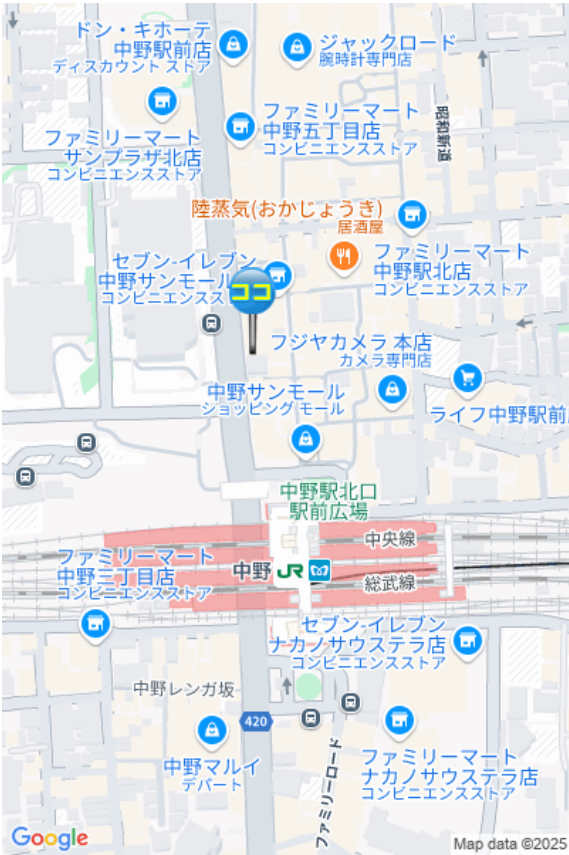 ドン・キホーテ
中野駅前店
ディスカウント ストア
ジャックロード
腕時計専門店
ファミリーマート
サンプラザ北店
コンビニエンスストア
ファミリーマート
中野五丁目店
コンビニエンスストア
昭和新道
陸蒸気(おかじょうき)
居酒屋
セブン-イレブン
中野サンモール
コンビニエンスス
ココ
ファミリーマート
中野駅北店
コンビニエンスストア
フジヤカメラ 本店
カメラ専門店
中野サンモール
ショッピング モール
ライフ中野駅前
中野駅北口
駅前広場
中央線
ファミリーマート
中野三丁目店
コンビニエンスストア
中野
JR
総武線
セブン-イレブン
ナカノサウステラ店
コンビニエンスストア
中野レンガ坂
420
中野マルイ
デパート
ファミリーロード
ファミリーマート
ナカノサウステラ店
コンビニエンスストア
Google
Map data ©2025